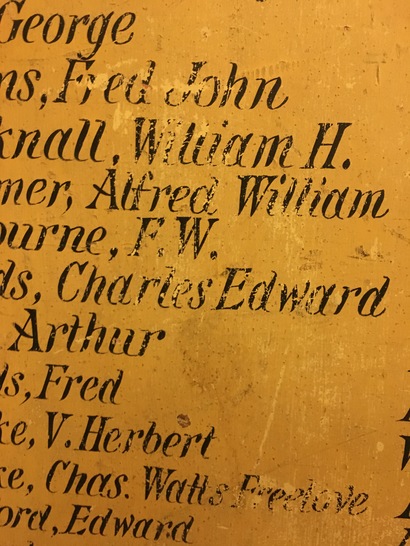 George
ns, Fred John
knall, William H.
mer, Alfred William
ourne, F. W.
ds, Charles Edward
Arthur
ds, Fred
ke, V. Herbert
ke, Chas. Watts Freelove
ord, Edward